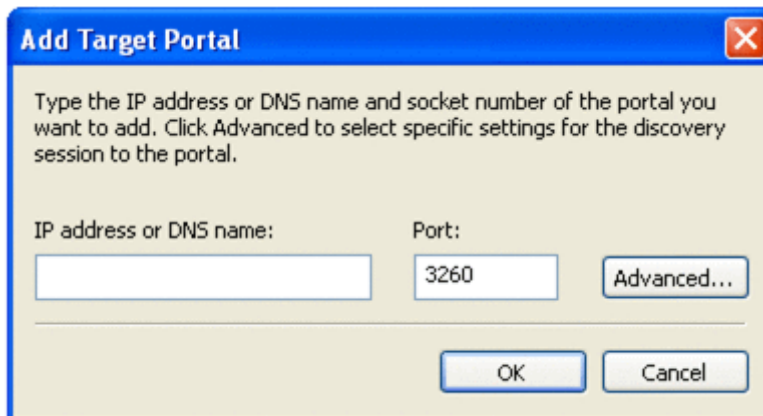 Add Target Portal
Type the IP address or DNS name and socket number of the portal you
want to add. Click Advanced to select specific settings for the discovery
session to the portal.
IP address or DNS name: Port:
3260 Advanced...
OK Cancel